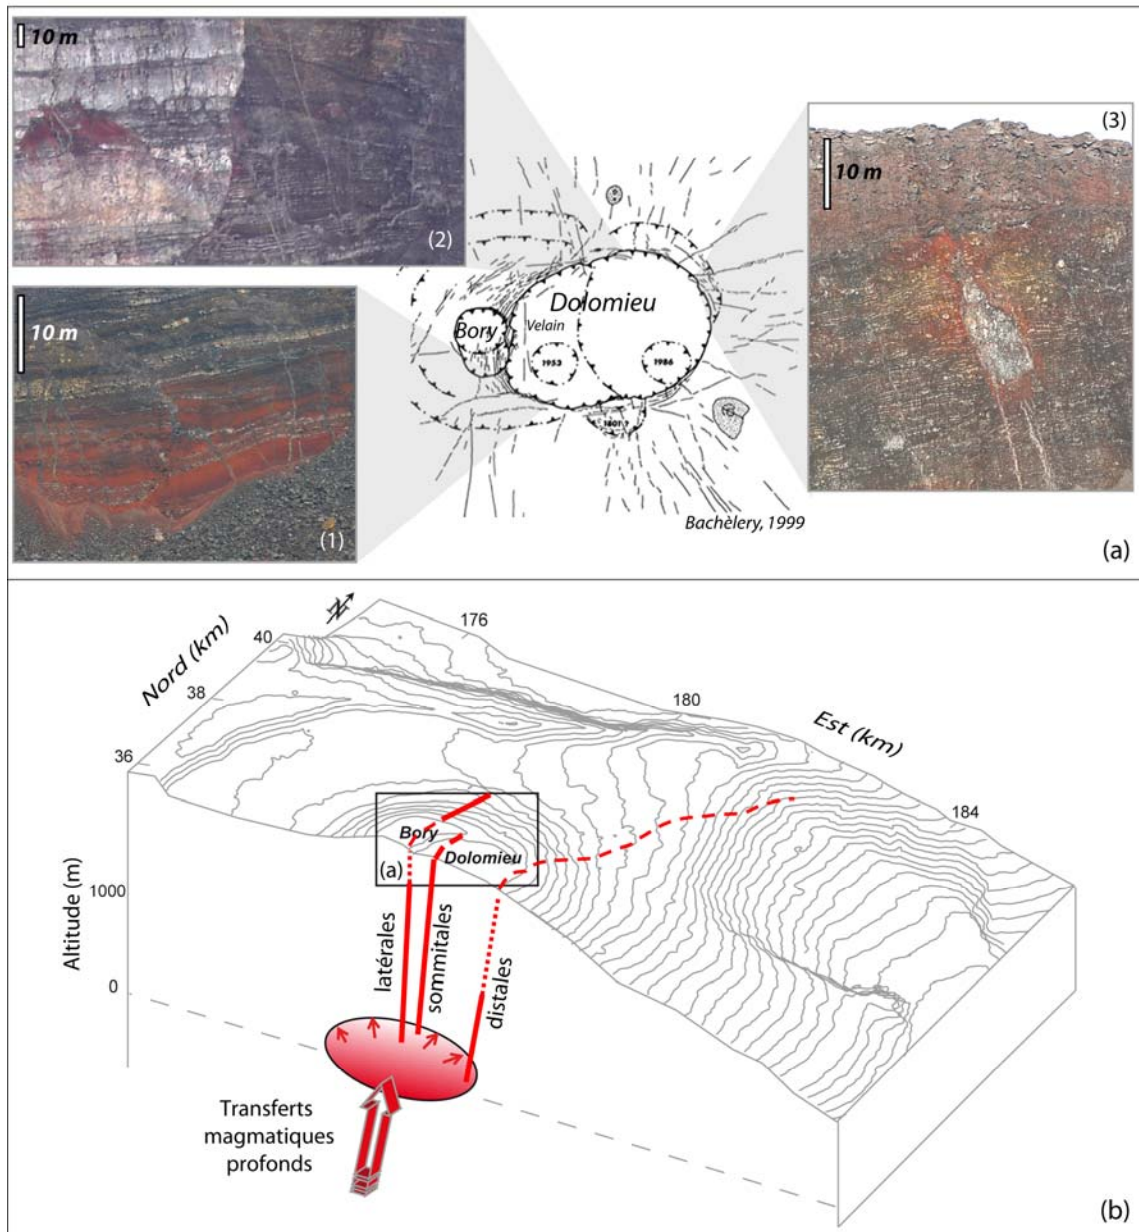 10 m
(2)
10 m
(1)
(3)
10 m
Dolomieu
Bory
Velain
1953
1986
Bachèlery, 1999
(a)
N
176
40
Nord (km)
38
180
Est (km)
36
184
Bory
Dolomieu
(a)
Altitude (m)
1000
0
latérales
sommitales
distales
Transferts
magmatiques
profonds
(b)